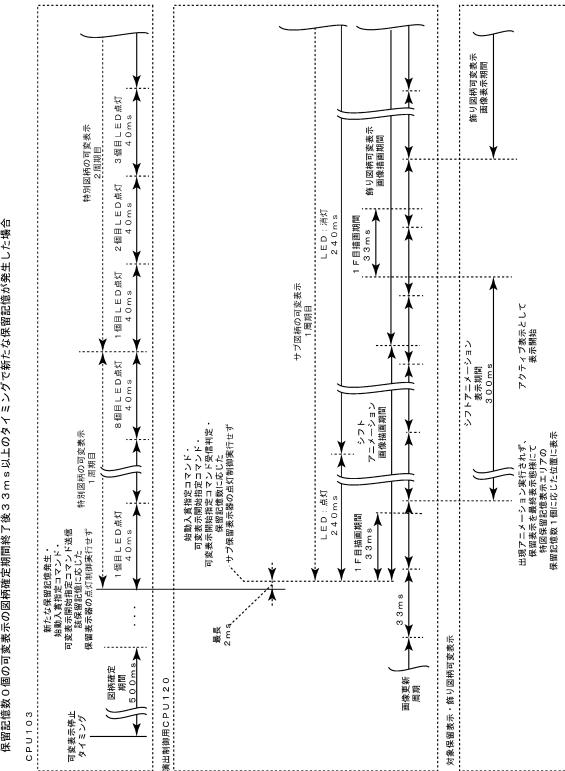 保留記憶数０個の可変表示の図柄確定期間終了後３３ｍｓ以上のタイミングで新たな保留記憶が発生した場合
ＣＰＵ１０３
可変表示停止
タイミング
図柄確定
期間
５００ｍｓ
新たな保留記憶発生・
始動入賞指定コマンド・
可変表示開始指定コマンド送信
該保留記憶に応じた
保留表示器の点灯制御実行せず
１個目ＬＥＤ点灯
４０ｍｓ
特別図柄の可変表示
１周期目
８個目ＬＥＤ点灯
４０ｍｓ
１個目ＬＥＤ点灯
４０ｍｓ
２個目ＬＥＤ点灯
４０ｍｓ
特別図柄の可変表示
２周期目
３個目ＬＥＤ点灯
４０ｍｓ
演出制御用ＣＰＵ１２０
最長
２ｍｓ
始動入賞指定コマンド・
可変表示開始指定コマンド・
可変表示開始指定コマンド受信判定・
保留記憶数に応じた
サブ保留表示器の点灯制御実行せず
サブ図柄の可変表示
１周期目
ＬＥＤ：点灯
２４０ｍｓ
ＬＥＤ：消灯
２４０ｍｓ
シフト
アニメーション
画像描画期間
飾り図柄可変表示
画像描画期間
１Ｆ目描画期間
３３ｍｓ
１Ｆ目描画期間
３３ｍｓ
３３ｍｓ
画像更新
周期
対象保留表示・飾り図柄可変表示
出現アニメーション実行されず、
保留表示を最終表示態様にて
特図保留記憶表示エリアの
保留記憶数１個に応じた位置に表示
シフトアニメーション
表示期間
３００ｍｓ
アクティブ表示として
表示開始
飾り図柄可変表示
画像表示期間